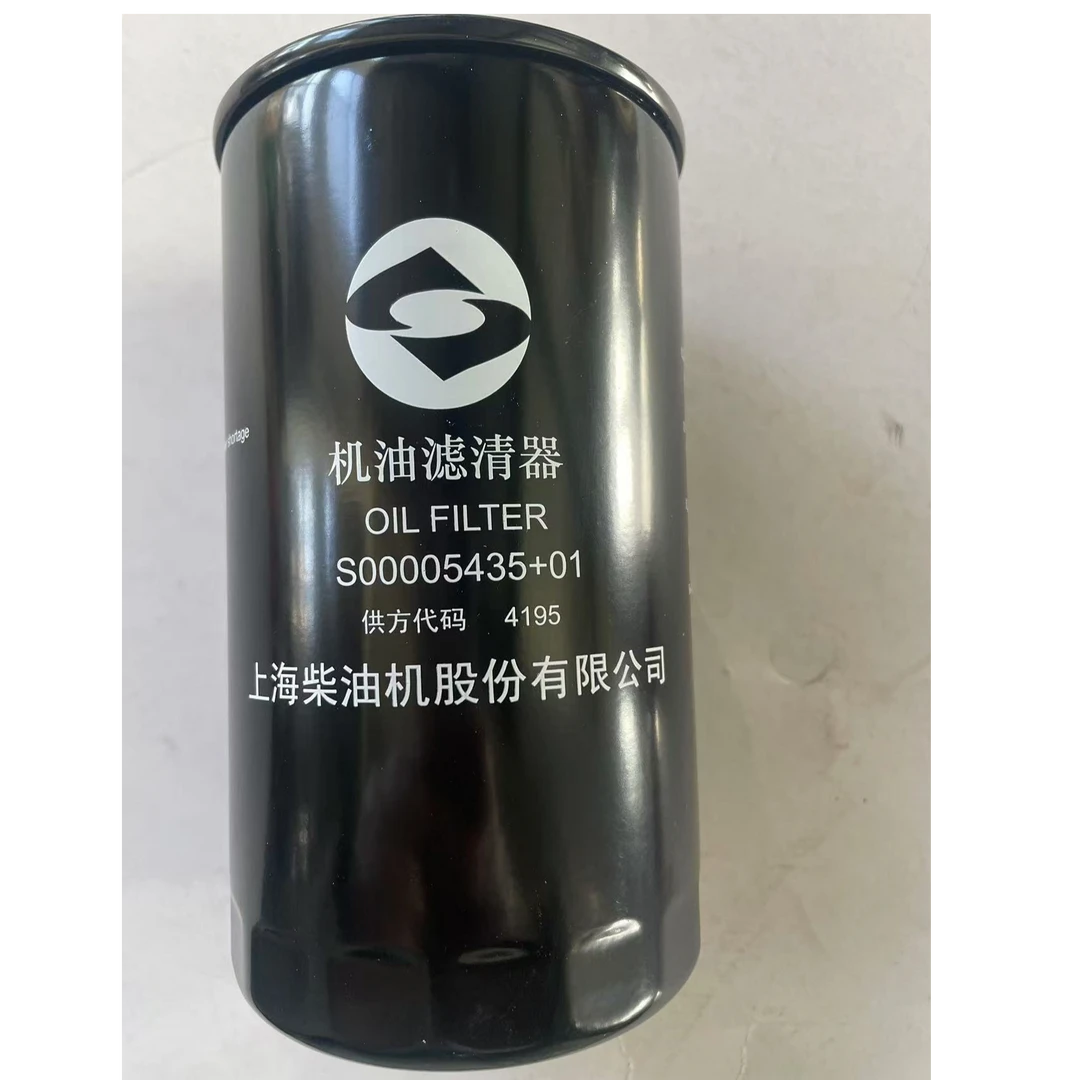 机油滤清器
OIL FILTER
S00005435+01
供方代码 4195
上海柴油机股份有限公司
shortage